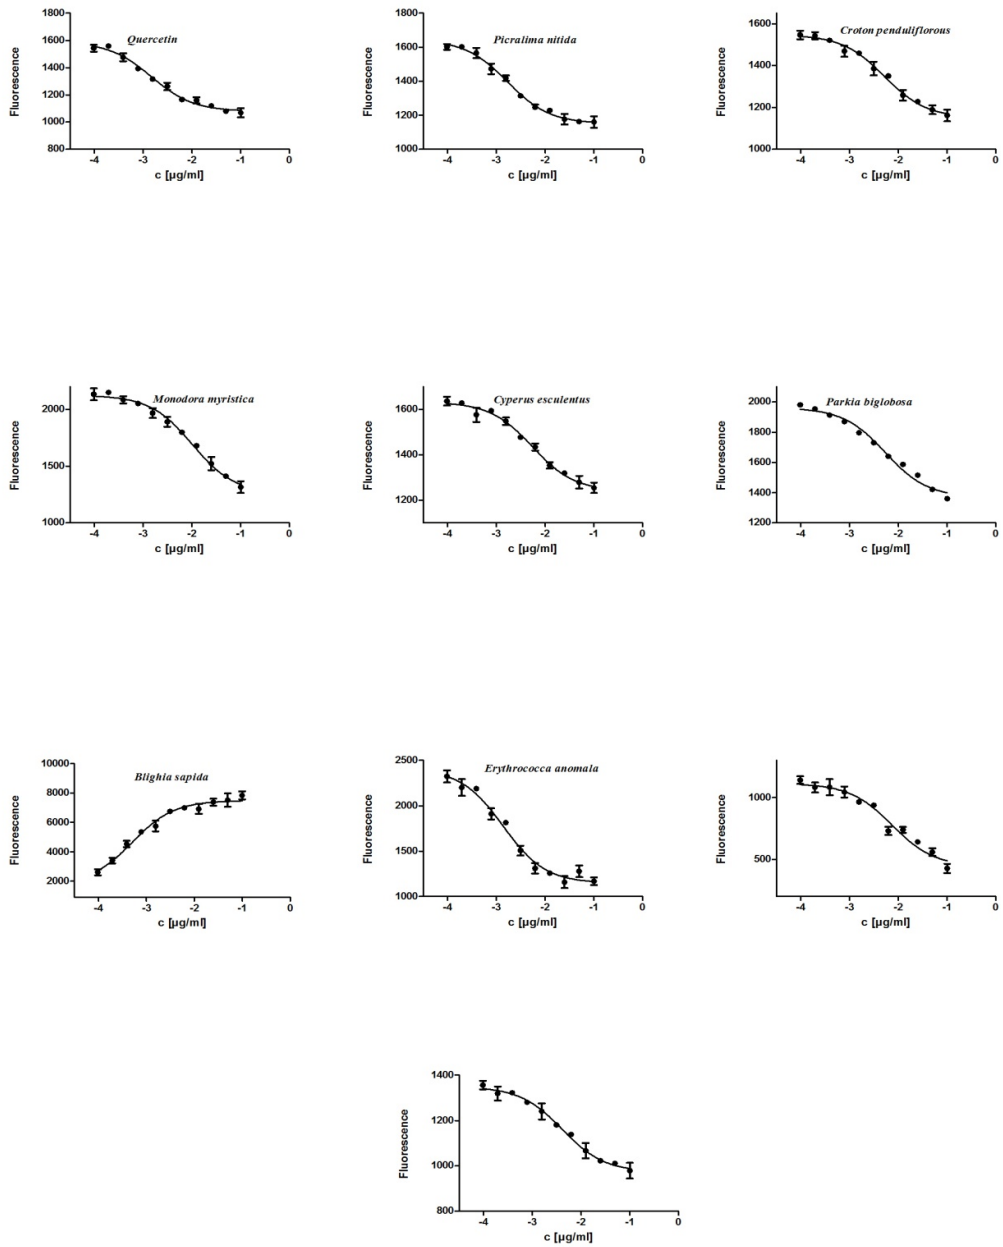 Quercetin
Fluorescence
1800
1600
1400
1200
1000
800
-4 -3 -2 -1 0
c [µg/ml]
Picralima nitida
Fluorescence
1800
1600
1400
1200
1000
-4 -3 -2 -1 0
c [µg/ml]
Croton penduliflorous
Fluorescence
1600
1400
1200
1000
-4 -3 -2 -1 0
c [µg/ml]
Monodora myristica
Fluorescence
2000
1500
1000
-4 -3 -2 -1 0
c [µg/ml]
Cyperus esculentus
Fluorescence
1600
1400
1200
-4 -3 -2 -1 0
c [µg/ml]
Parkia biglobosa
Fluorescence
2000
1800
1600
1400
1200
-4 -3 -2 -1 0
c [µg/ml]
Blighia sapida
Fluorescence
10000
8000
6000
4000
2000
-4 -3 -2 -1 0
c [µg/ml]
Erythrococca anomala
Fluorescence
2500
2000
1500
1000
-4 -3 -2 -1 0
c [µg/ml]
Fluorescence
1000
500
-4 -3 -2 -1 0
c [µg/ml]
Fluorescence
1400
1200
1000
800
-4 -3 -2 -1 0
c [µg/ml]